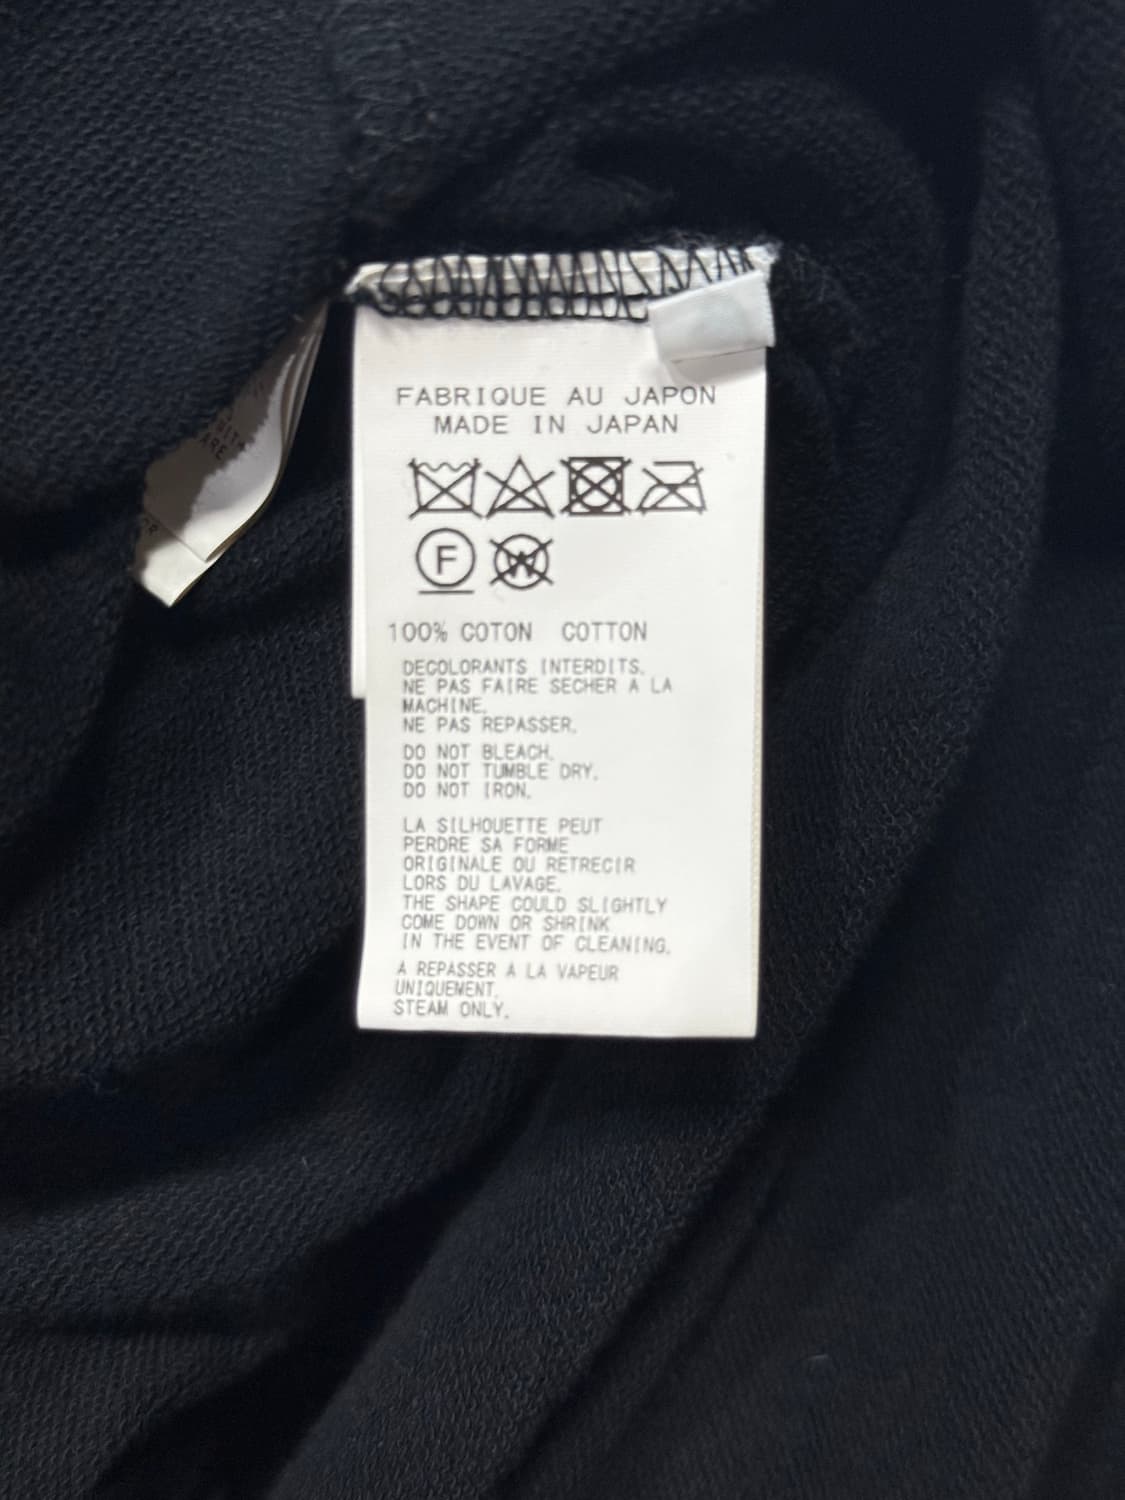 FABRIQUE AU JAPON
MADE IN JAPAN
F
W
100% COTON COTTON
DECOLORANTS INTERDITS.
NE PAS FAIRE SECHER A LA
MACHINE.
NE PAS REPASSER.
DO NOT BLEACH.
DO NOT TUMBLE DRY.
DO NOT IRON.
LA SILHOUETTE PEUT
PERDRE SA FORME
ORIGINALE OU RETRECIR
LORS DU LAVAGE.
THE SHAPE COULD SLIGHTLY
COME DOWN OR SHRINK
IN THE EVENT OF CLEANING.
A REPASSER A LA VAPEUR
UNIQUEMENT.
STEAM ONLY.